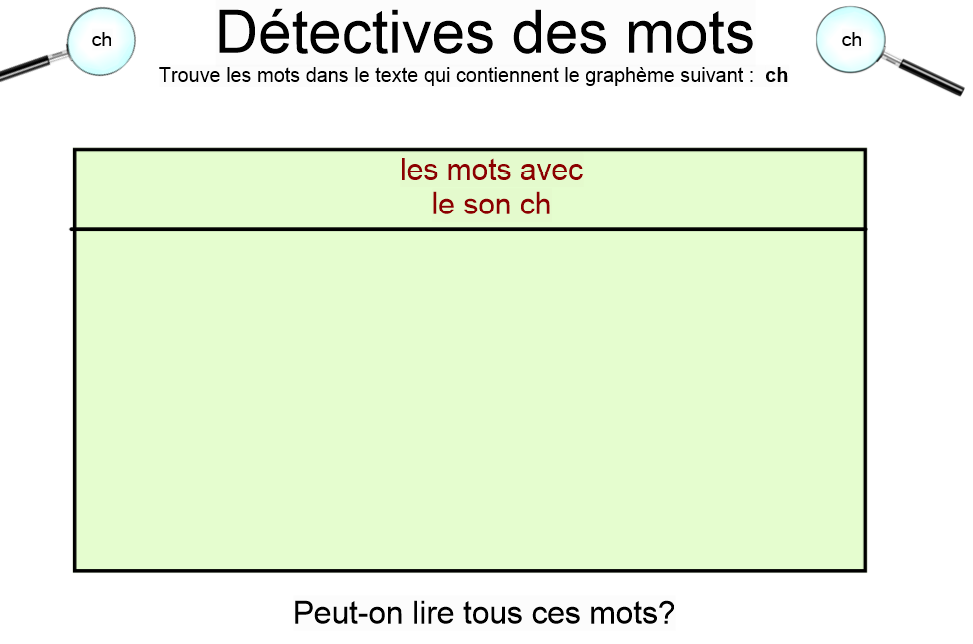 Détectives des mots
ch
ch
Trouve les mots dans le texte qui contiennent le graphème suivant : ch
les mots avec
le son ch
Peut-on lire tous ces mots?